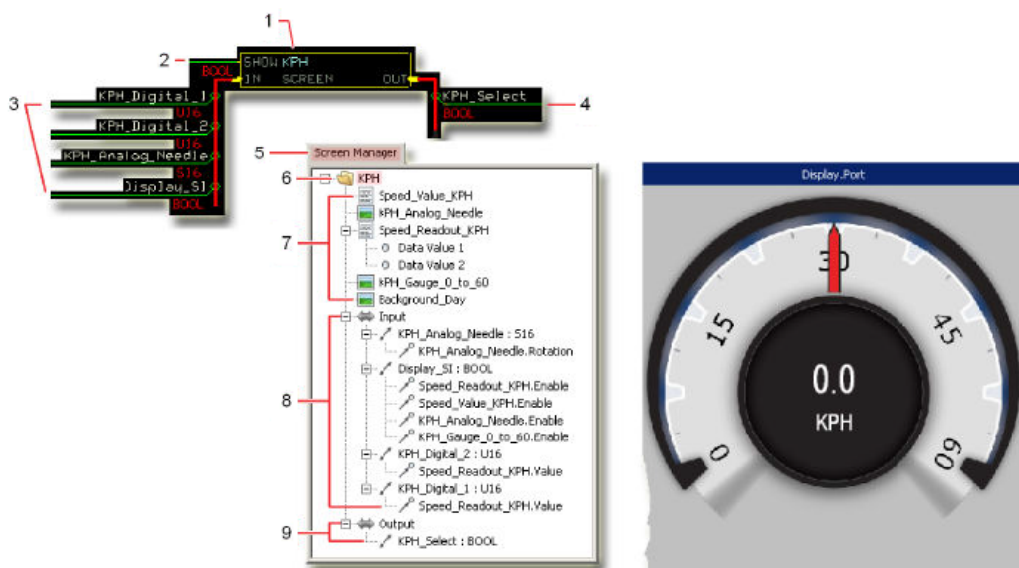 1
2
SHOW KPH
BOOL
IN SCREEN OUT
3
KPH_Digital_1
U16
KPH_Digital_2
U16
KPH_Analog_Needle
S16
Display_SI
BOOL
KPH_Select
4
BOOL
5
Screen Manager
6
KPH
Speed_Value_KPH
KPH_Analog_Needle
Speed_Readout_KPH
7
Data Value 1
Data Value 2
KPH_Gauge_0_to_60
Background_Day
Input
KPH_Analog_Needle : S16
KPH_Analog_Needle.Rotation
Display_SI : BOOL
8
Speed_Readout_KPH.Enable
Speed_Value_KPH.Enable
KPH_Analog_Needle.Enable
KPH_Gauge_0_to_60.Enable
KPH_Digital_2 : U16
Speed_Readout_KPH.Value
KPH_Digital_1 : U16
Speed_Readout_KPH.Value
9
Output
KPH_Select : BOOL
Display.Port
0
15
30
45
60
0.0
KPH